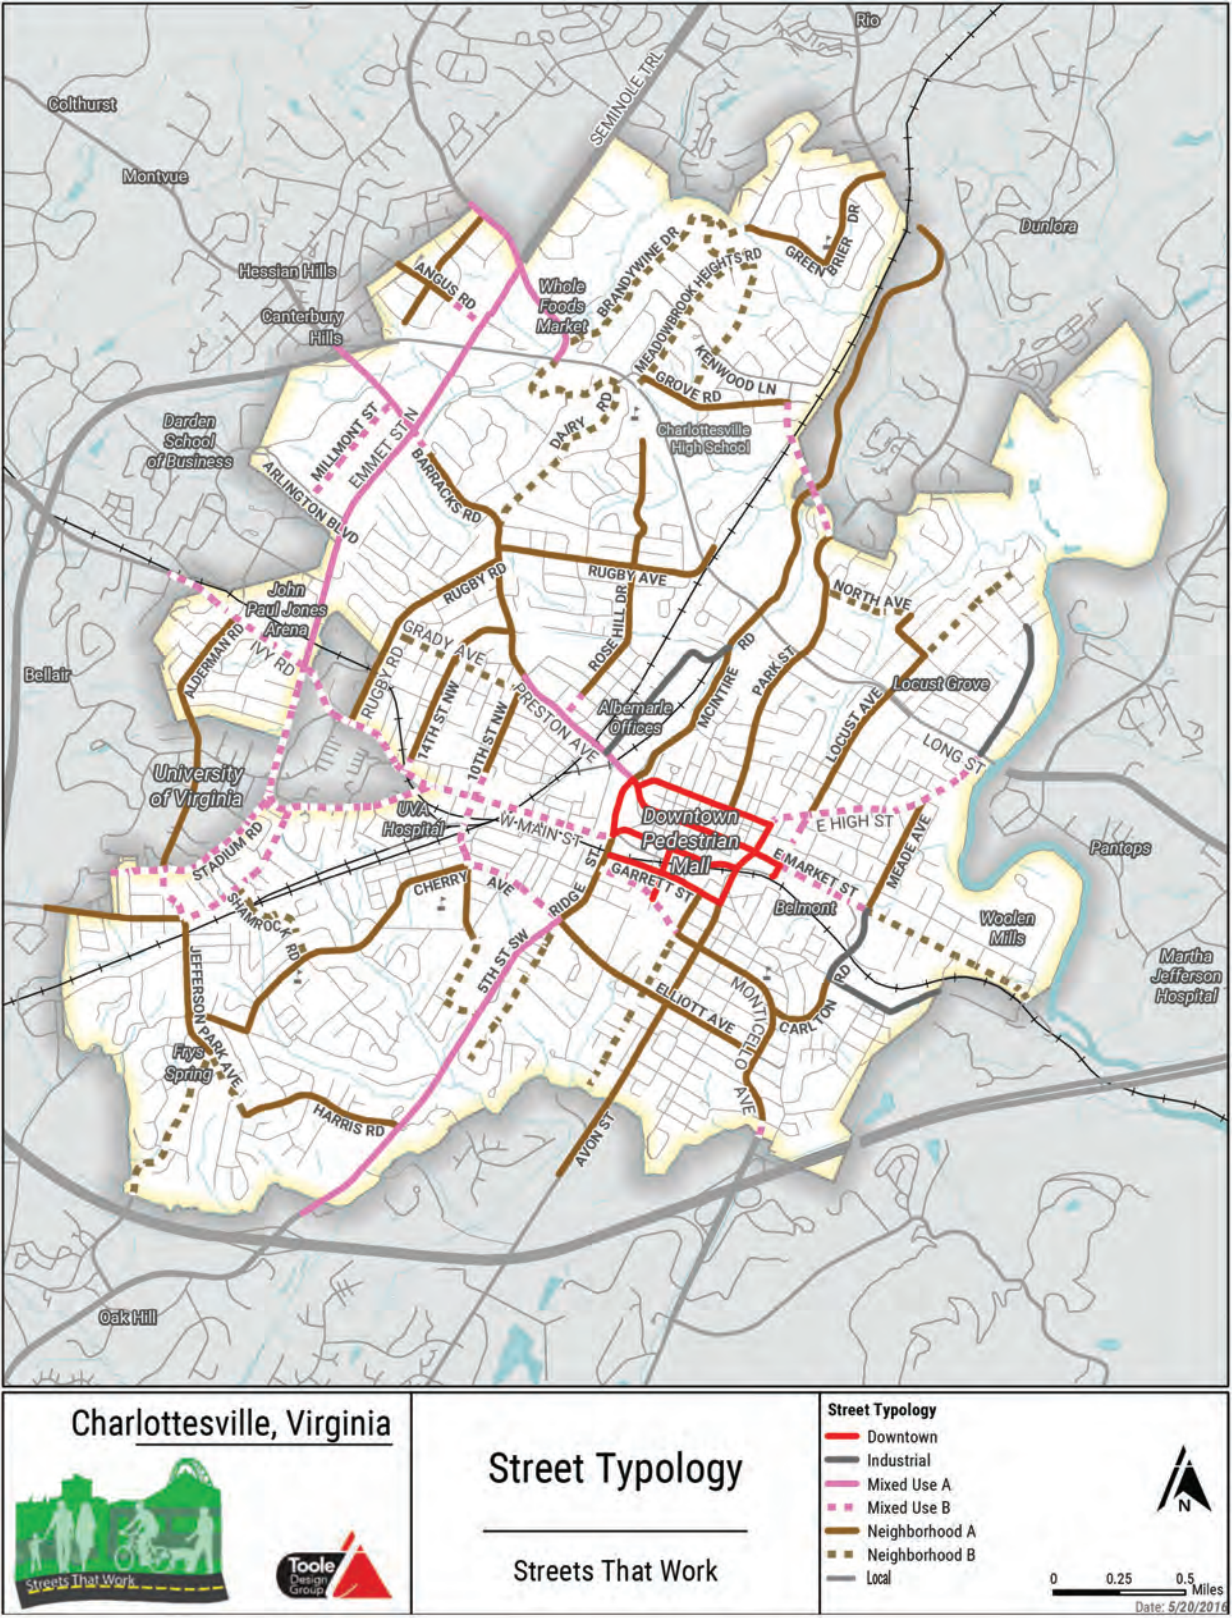 Rio
SEMINOLE TRL
Colthurst
Montvue
Dunlora
Hessian Hills
Canterbury
Hills
ANGUS RD
Whole
Foods
Market
BRANDYWINE DR
MEADOWBROOK HEIGHTS RD
GREEN BRIER DR
KENWOOD LN
GROVE RD
DAIRY RD
Charlottesville
High School
Darden
School
of Business
MILLMONT ST
EMMET ST N
ARLINGTON BLVD
BARRACKS RD
RUGBY RD
RUGBY AVE
NORTH AVE
John
Paul Jones
Arena
IVY RD
ALDERMAN RD
Bellair
GRADY AVE
RUGBY RD
ROSE HILL DR
14TH ST NW
10TH ST NW
PRESTON AVE
Albemarle
Offices
MCINTIRE RD
PARK ST
LOCUST AVE
Locust Grove
LONG ST
University
of Virginia
UVA
Hospital
W MAIN ST
Downtown
Pedestrian
Mall
E HIGH ST
E MARKET ST
MEADE AVE
Pantops
STADIUM RD
SHAMROCK RD
CHERRY AVE
RIDGE ST
GARRETT ST
Belmont
Woolen
Mills
Martha
Jefferson
Hospital
JEFFERSON PARK AVE
5TH ST SW
ELLIOTT AVE
MONTICELLO AVE
CARLTON RD
Frys
Spring
HARRIS RD
AVON ST
Oak Hill
Charlottesville, Virginia
Streets That Work
Toole
Design
Group
Street Typology
Streets That Work
Street Typology
Downtown
Industrial
Mixed Use A
Mixed Use B
Neighborhood A
Neighborhood B
Local
N
0 0.25 0.5
Miles
Date: 5/20/2016